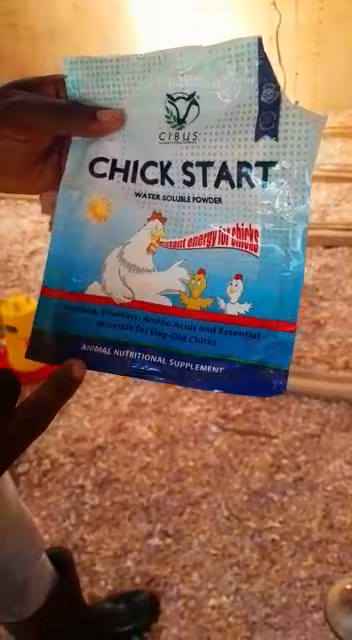 CIBUS
CHICK START
WATER SOLUBLE POWDER
instant energy for chicks
Vitamins, Amino Acids and Essential
Minerals for Day-Old Chicks
ANIMAL NUTRITIONAL SUPPLEMENT